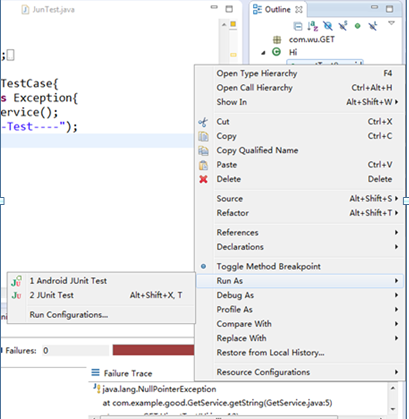 JunTest.java
Outline
com.wu.GET
Hi
;
TestCase{
s Exception{
ervice();
-Test----");
Open Type Hierarchy F4
Open Call Hierarchy Ctrl+Alt+H
Show In Alt+Shift+W
Cut Ctrl+X
Copy Ctrl+C
Copy Qualified Name
Paste Ctrl+V
Delete Delete
Source Alt+Shift+S
Refactor Alt+Shift+T
References
Declarations
Toggle Method Breakpoint
Run As
Debug As
Profile As
Compare With
Replace With
Restore from Local History...
Resource Configurations
1 Android JUnit Test
2 JUnit Test Alt+Shift+X, T
Run Configurations...
Failures: 0
Failure Trace
java.lang.NullPointerException
at com.example.good.GetService.getString(GetService.java:5)